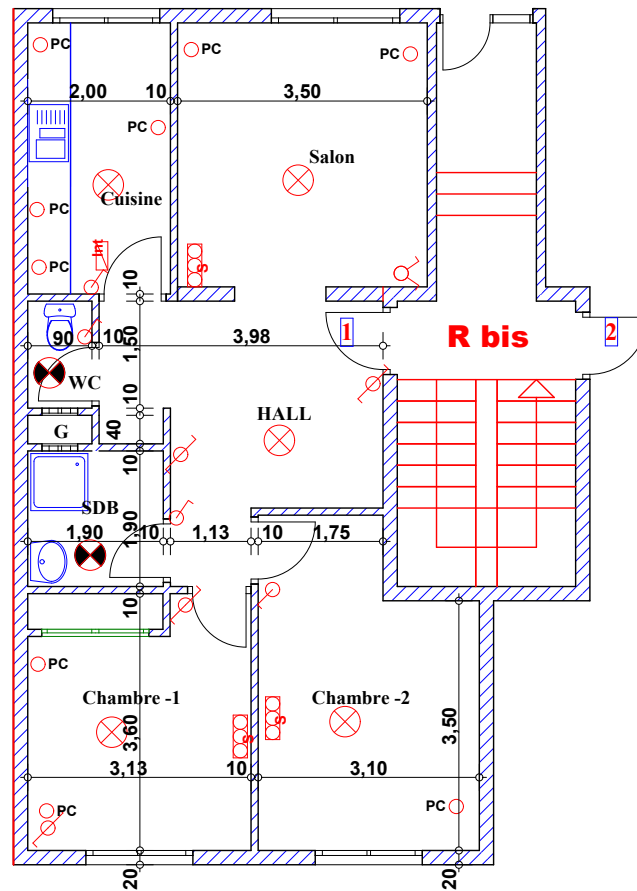 PC
PC
PC
2,00
10
3,50
PC
Salon
Cuisine
PC
Int
S
PC
10
90
10
1,50
3,98
1
R bis
2
WC
10
HALL
G
40
10
SDB
1,90
1,90
10
1,13
10
1,75
10
PC
Chambre -1
Chambre -2
S
S
3,60
3,50
3,13
10
3,10
PC
PC
20
20